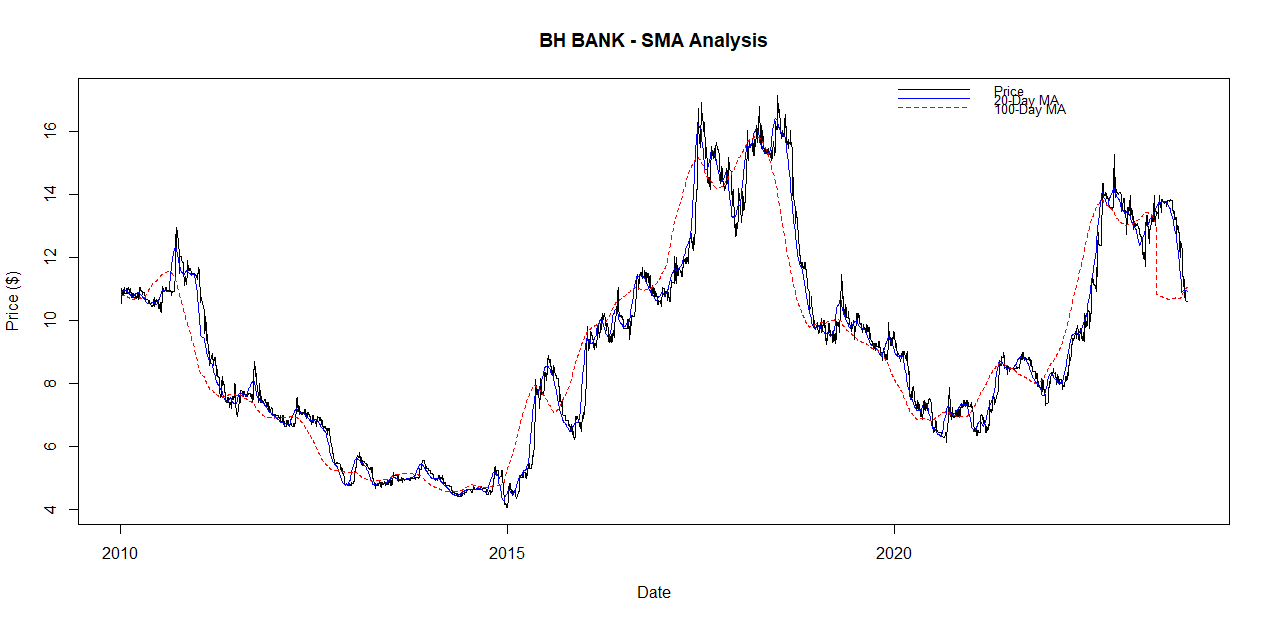 BH BANK - SMA Analysis
Price
20-Day MA
100-Day MA
Price ($)
16
14
12
10
8
6
4
2010 2015 2020
Date